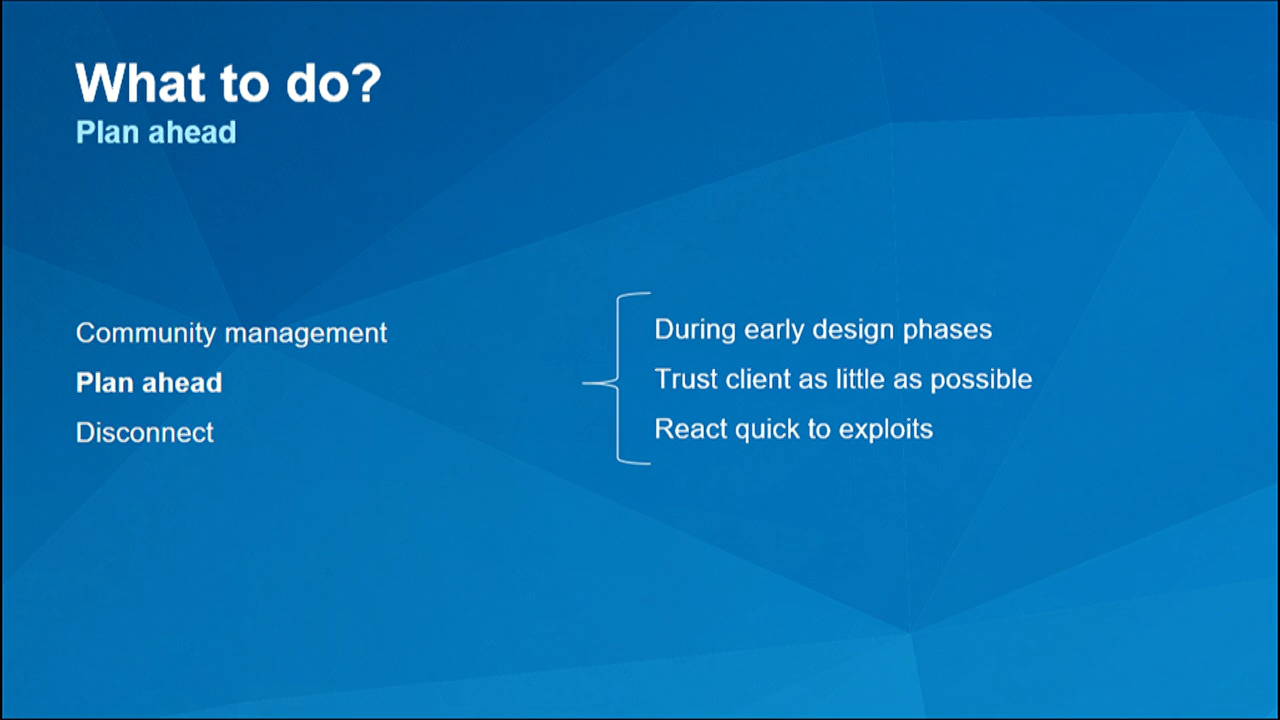 What to do?
Plan ahead
Community management
Plan ahead
Disconnect
During early design phases
Trust client as little as possible
React quick to exploits